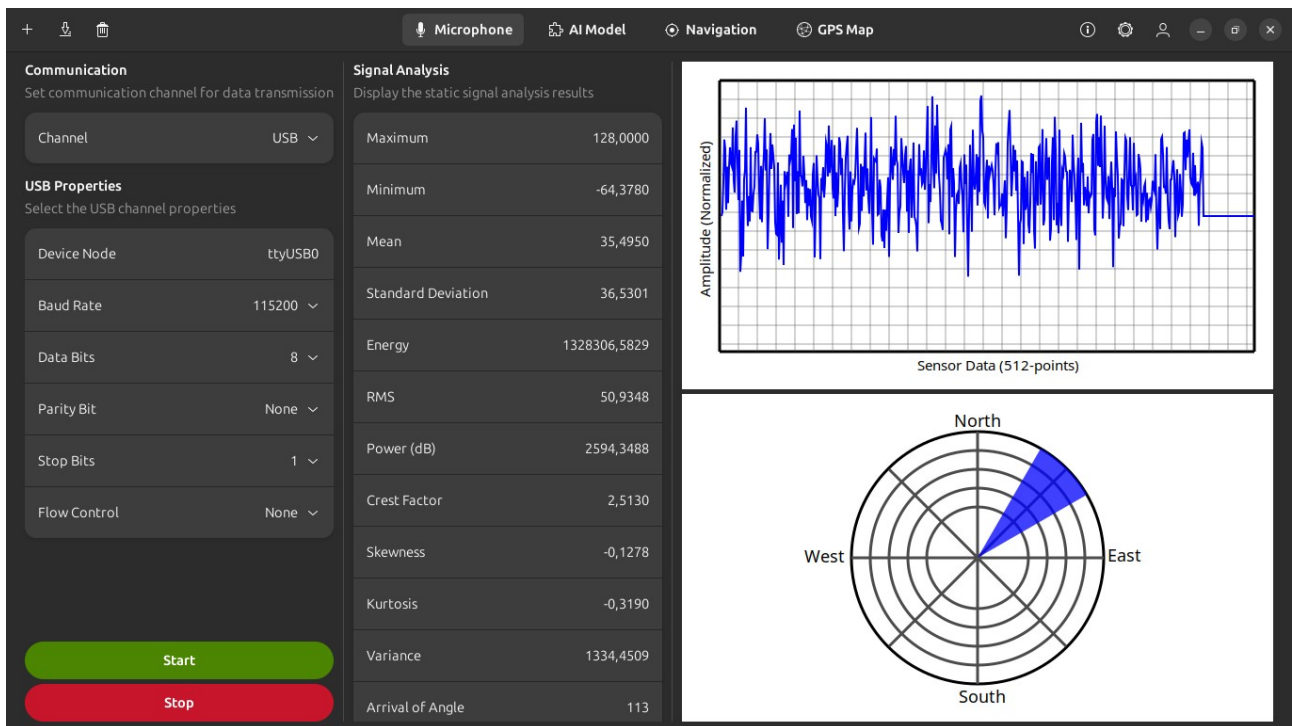 Microphone
AI Model
Navigation
GPS Map
Communication
Set communication channel for data transmission
Channel USB
USB Properties
Select the USB channel properties
Device Node ttyUSB0
Baud Rate 115200
Data Bits 8
Parity Bit None
Stop Bits 1
Flow Control None
Start
Stop
Signal Analysis
Display the static signal analysis results
Maximum 128,0000
Minimum -64,3780
Mean 35,4950
Standard Deviation 36,5301
Energy 1328306,5829
RMS 50,9348
Power (dB) 2594,3488
Crest Factor 2,5130
Skewness -0,1278
Kurtosis -0,3190
Variance 1334,4509
Arrival of Angle 113
Amplitude (Normalized)
Sensor Data (512-points)
North
West
East
South